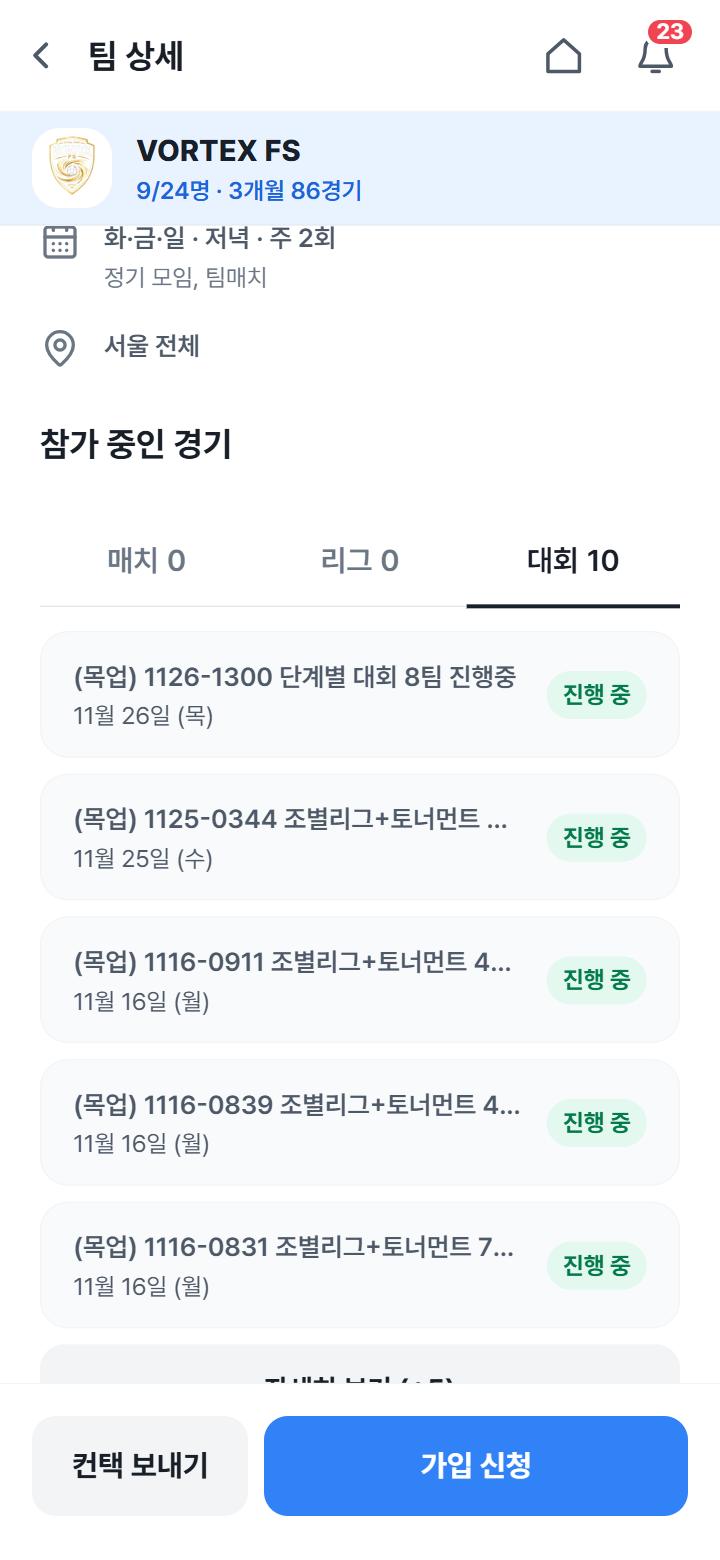 팀 상세
23
VORTEX FS
9/24명 · 3개월 86경기
화·금·일 · 저녁 · 주 2회
정기 모임, 팀매치
서울 전체
참가 중인 경기
매치 0
리그 0
대회 10
(목업) 1126-1300 단계별 대회 8팀 진행중
진행 중
11월 26일 (목)
(목업) 1125-0344 조별리그+토너먼트 ...
진행 중
11월 25일 (수)
(목업) 1116-0911 조별리그+토너먼트 4...
진행 중
11월 16일 (월)
(목업) 1116-0839 조별리그+토너먼트 4...
진행 중
11월 16일 (월)
(목업) 1116-0831 조별리그+토너먼트 7...
진행 중
11월 16일 (월)
컨택 보내기
가입 신청